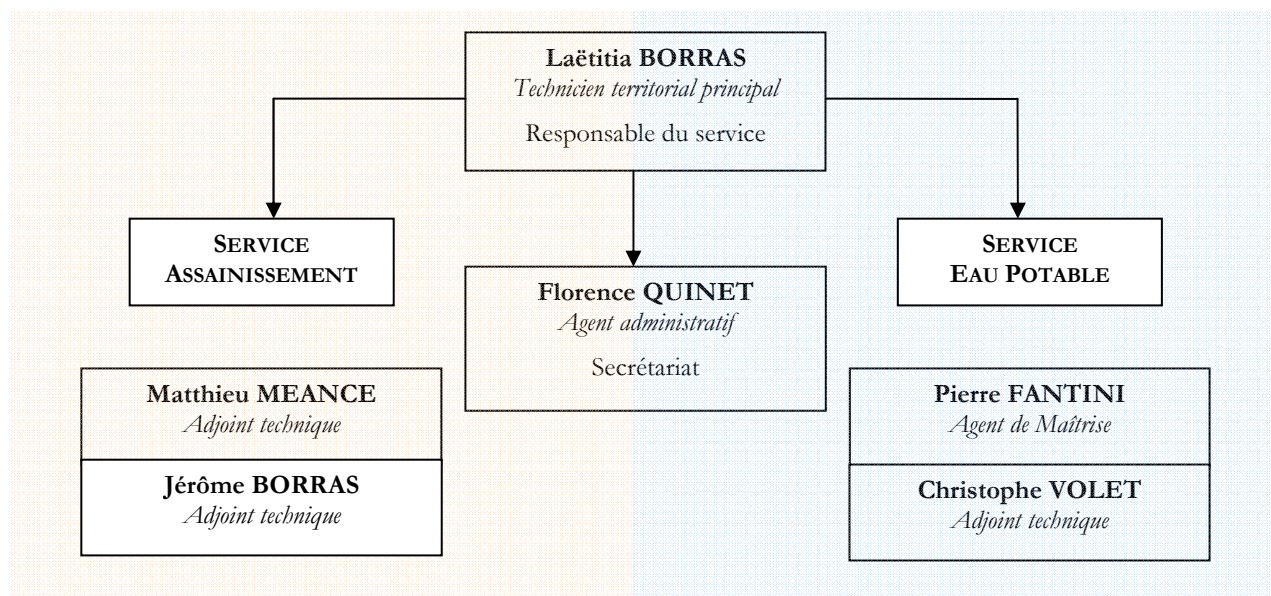 Laëtitia BORRAS
Technicien territorial principal
Responsable du service
SERVICE
ASSAINISSEMENT
SERVICE
EAU POTABLE
Florence QUINET
Agent administratif
Secrétariat
Matthieu MEANCE
Adjoint technique
Jérôme BORRAS
Adjoint technique
Pierre FANTINI
Agent de Maîtrise
Christophe VOLET
Adjoint technique